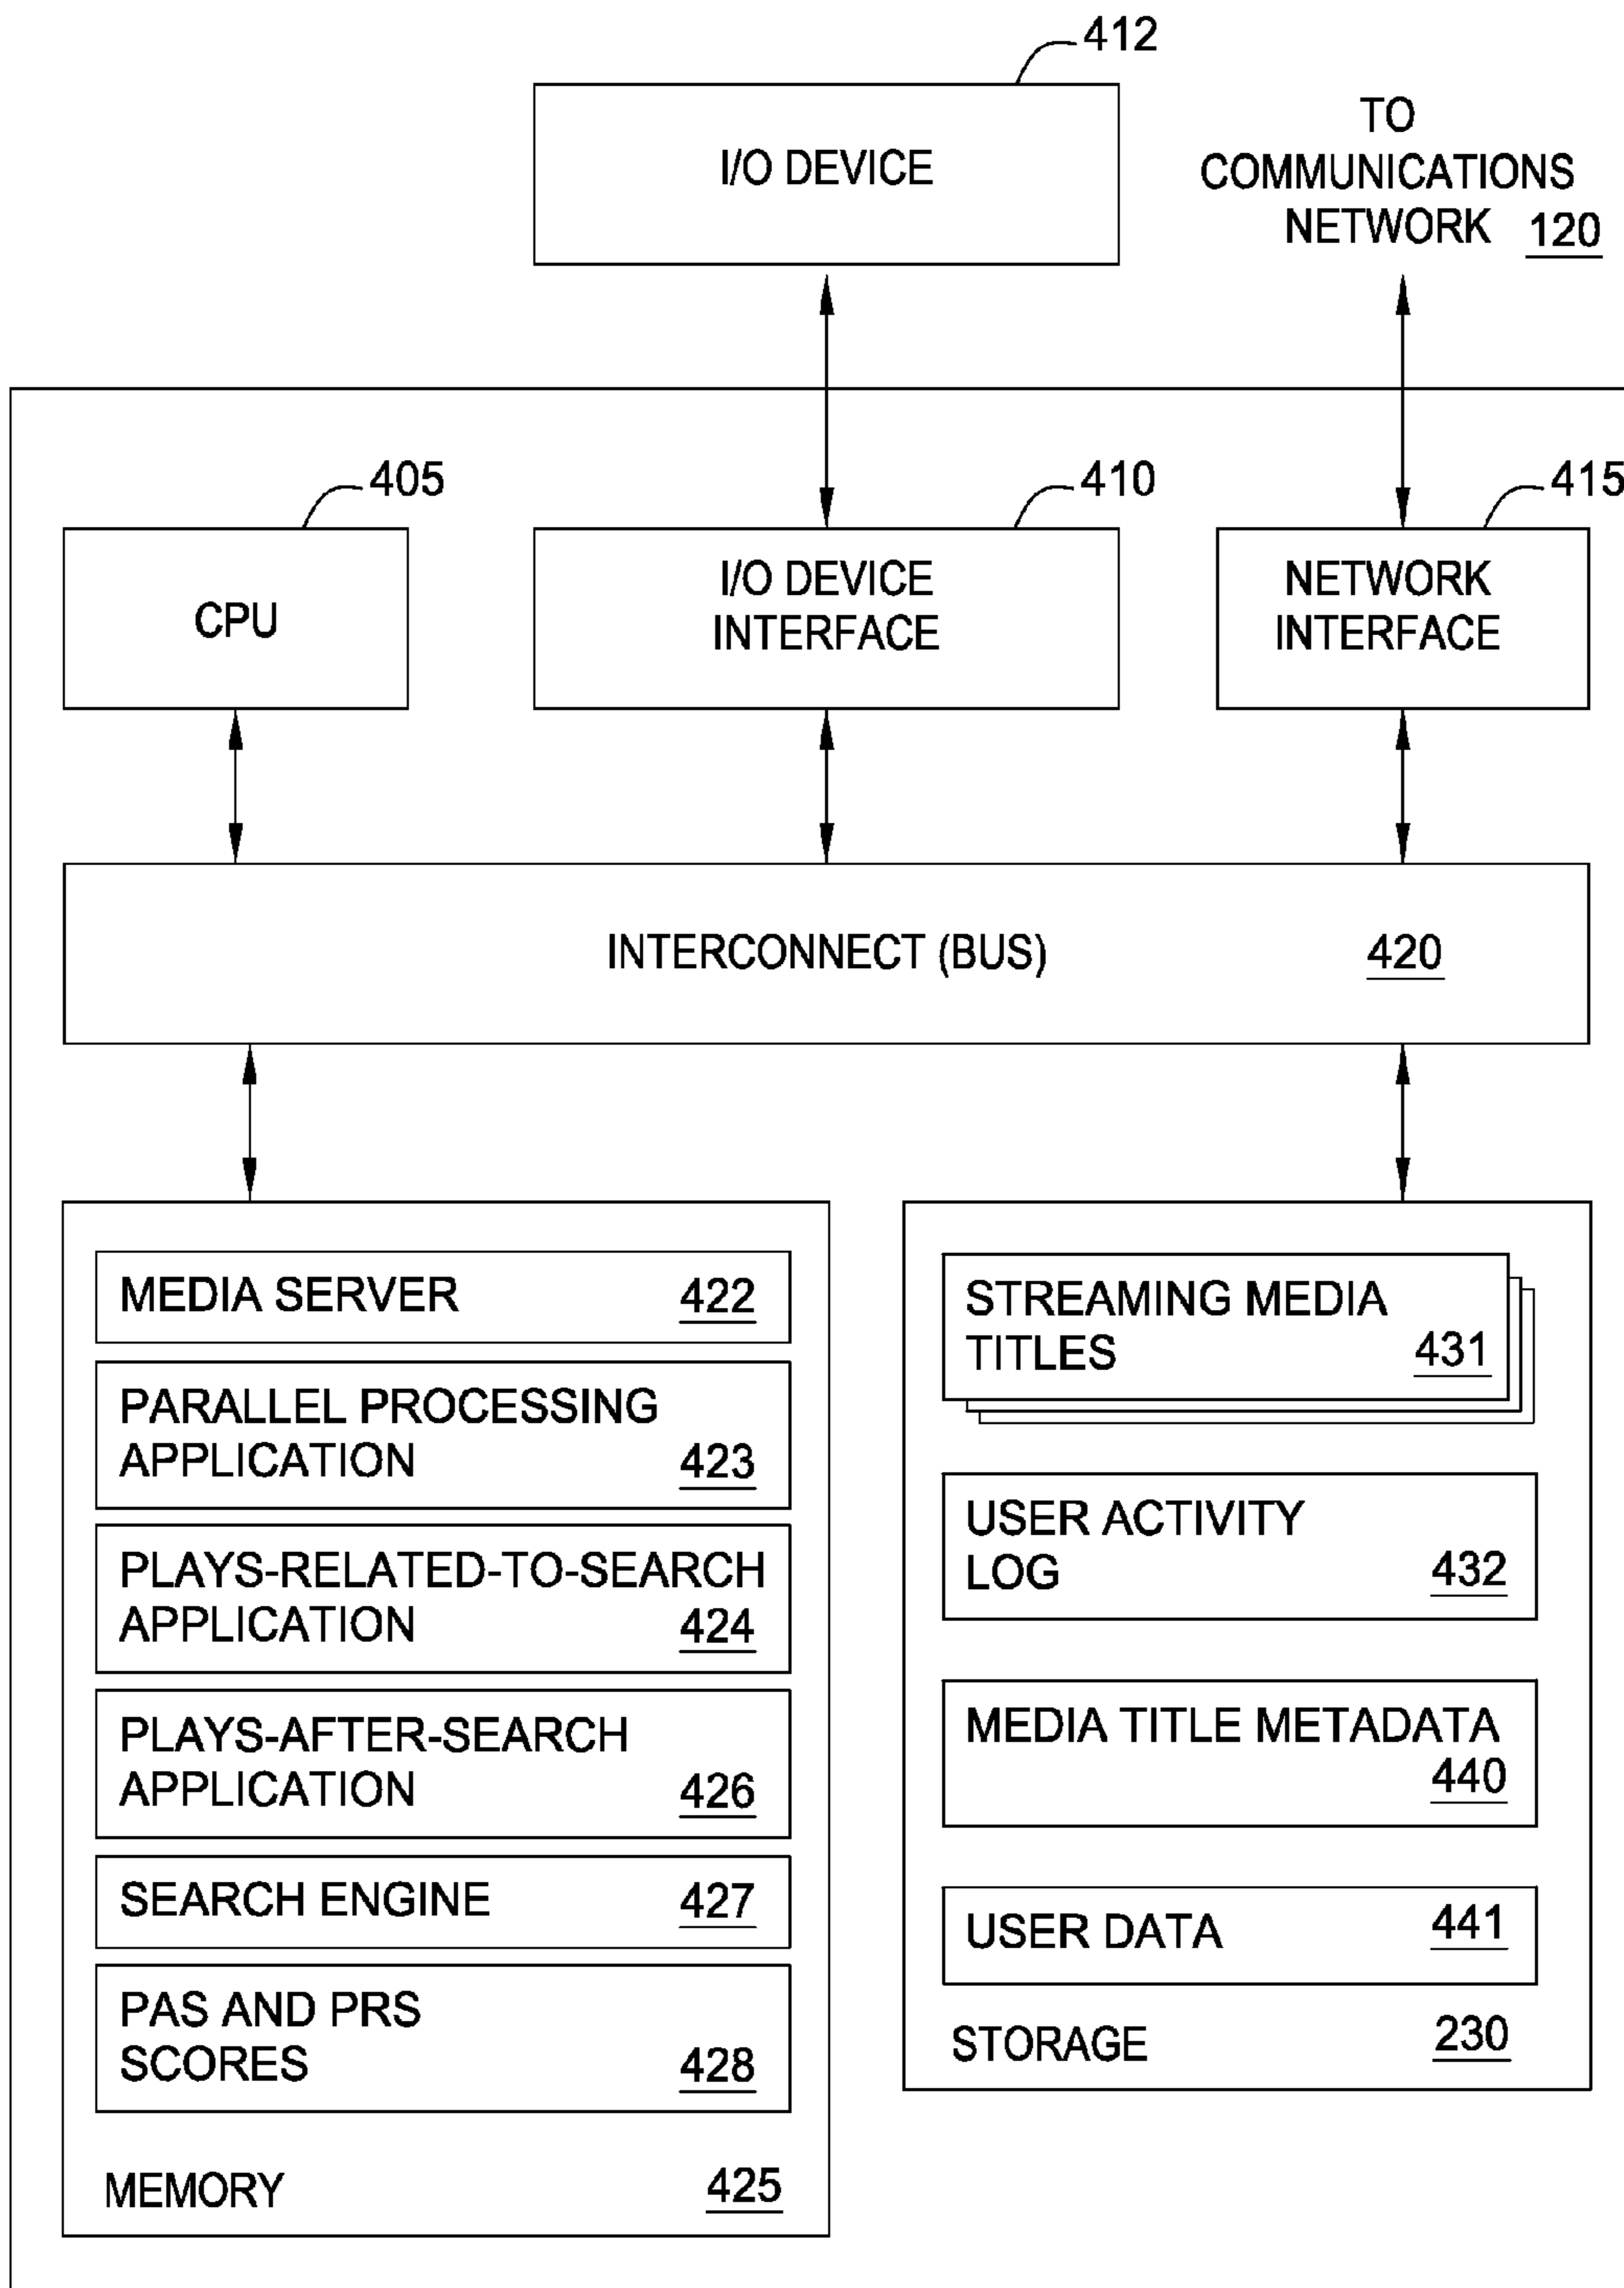 412
I/O DEVICE
TO
COMMUNICATIONS
NETWORK 120
405
410
415
CPU
I/O DEVICE
INTERFACE
NETWORK
INTERFACE
INTERCONNECT (BUS) 420
MEDIA SERVER 422
PARALLEL PROCESSING
APPLICATION 423
PLAYS-RELATED-TO-SEARCH
APPLICATION 424
PLAYS-AFTER-SEARCH
APPLICATION 426
SEARCH ENGINE 427
PAS AND PRS
SCORES 428
MEMORY 425
STREAMING MEDIA
TITLES 431
USER ACTIVITY
LOG 432
MEDIA TITLE METADATA
440
USER DATA 441
STORAGE 230